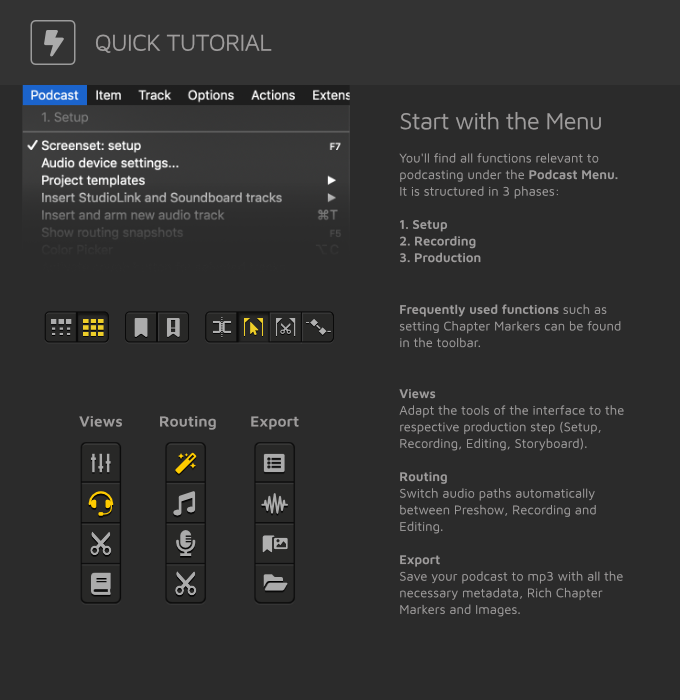 QUICK TUTORIAL
Podcast Item Track Options Actions Extens
1. Setup
✓ Screenset: setup F7
Audio device settings...
Project templates ▶
Insert StudioLink and Soundboard tracks ▶
Insert and arm new audio track ⌘T
Show routing snapshots F6
Color Picker ⌥C
Start with the Menu
You'll find all functions relevant to
podcasting under the Podcast Menu.
It is structured in 3 phases:
1. Setup
2. Recording
3. Production
Frequently used functions such as
setting Chapter Markers can be found
in the toolbar.
Views Routing Export
Views
Adapt the tools of the interface to the
respective production step (Setup,
Recording, Editing, Storyboard).
Routing
Switch audio paths automatically
between Preshow, Recording and
Editing.
Export
Save your podcast to mp3 with all the
necessary metadata, Rich Chapter
Markers and Images.